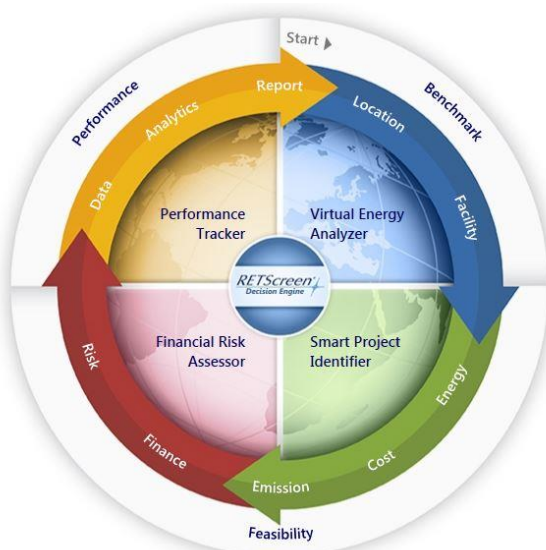 Start
Performance
Benchmark
Report
Location
Analytics
Facility
Data
Performance
Tracker
Virtual Energy
Analyzer
RETScreen
Decision Engine
Financial Risk
Assessor
Smart Project
Identifier
Energy
Cost
Emission
Finance
Risk
Feasibility